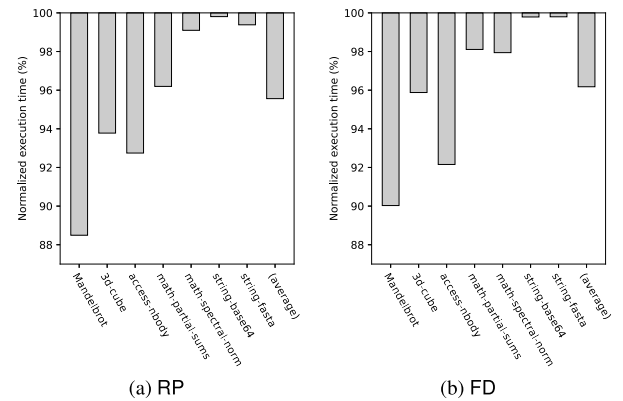 Normalized execution time (%)
100
98
96
94
92
90
88
Mandelbrot
3d-cube
access-nbody
math-partial-sums
math-spectral-norm
string-base64
string-fasta
(average)
(a) RP
Normalized execution time (%)
100
98
96
94
92
90
88
Mandelbrot
3d-cube
access-nbody
math-partial-sums
math-spectral-norm
string-base64
string-fasta
(average)
(b) FD